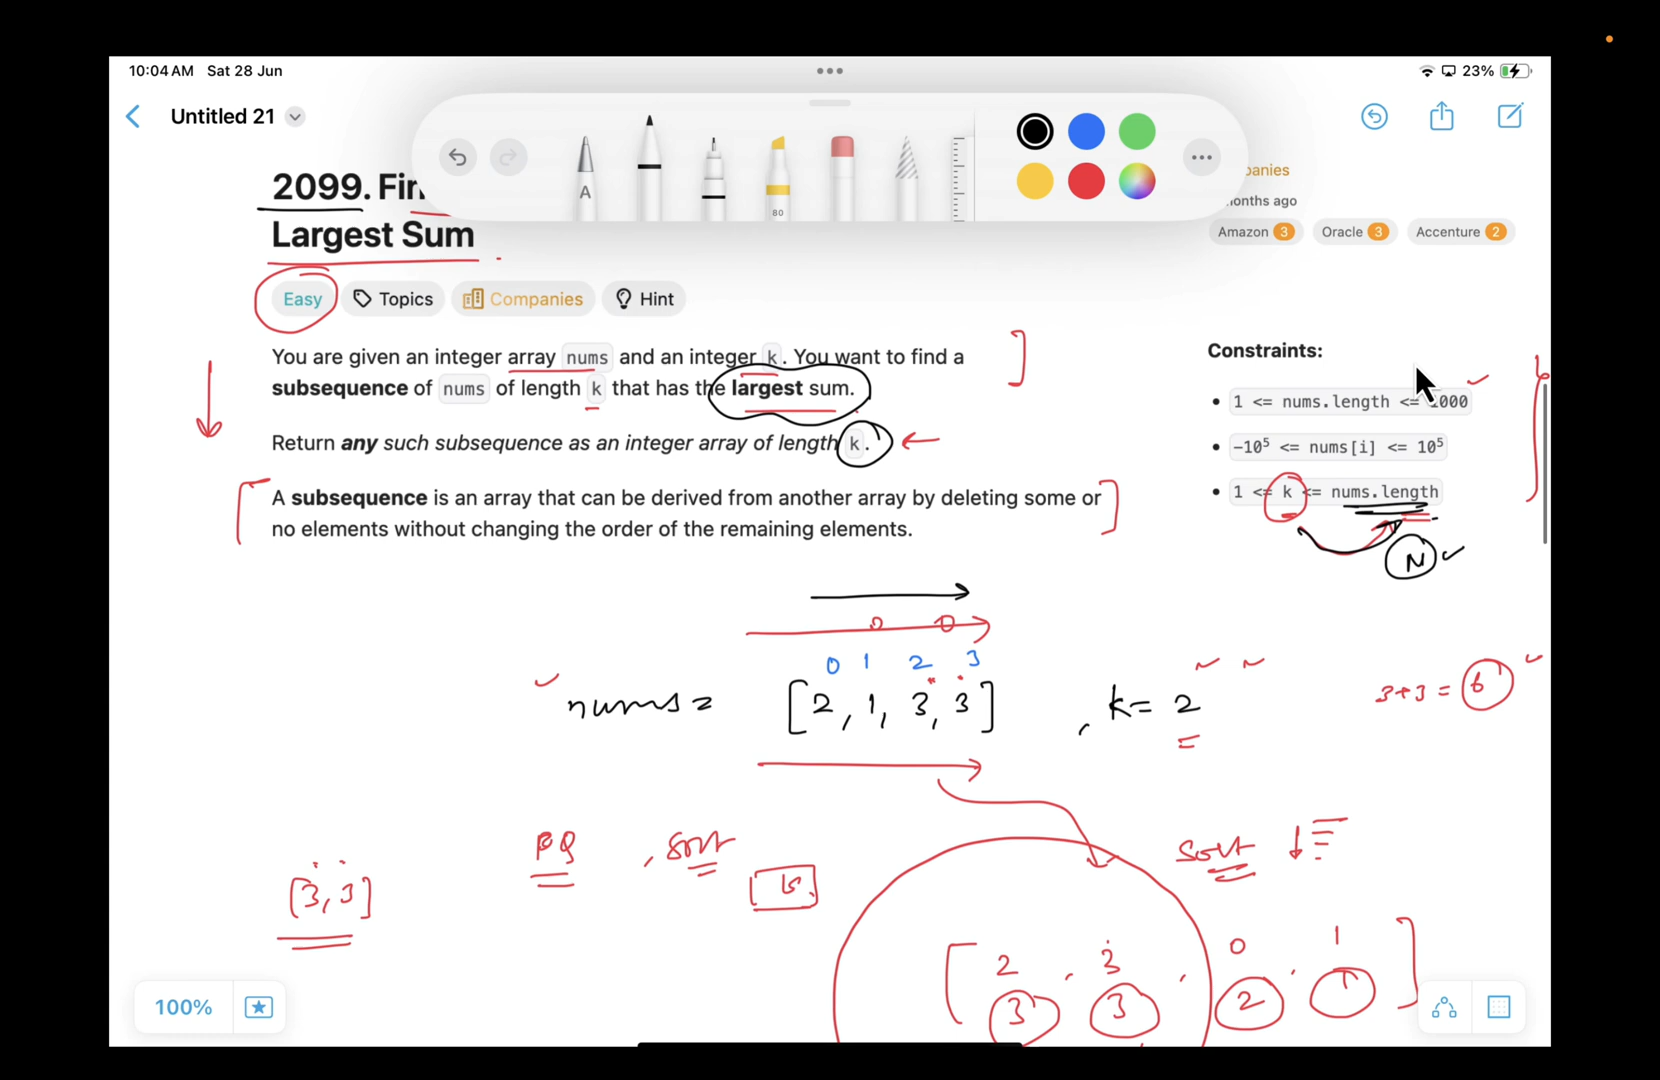 10:04 AM Sat 28 Jun
23%
Untitled 21
A
80
2099. Fin
Largest Sum
panies
onths ago
Amazon 3 Oracle 3 Accenture 2
Easy Topics Companies Hint
You are given an integer array nums and an integer k. You want to find a
subsequence of nums of length k that has the largest sum.
Return any such subsequence as an integer array of length k.
A subsequence is an array that can be derived from another array by deleting some or
no elements without changing the order of the remaining elements.
Constraints:
1 <= nums.length <= 1000
-10⁵ <= nums[i] <= 10⁵
1 <= k <= nums.length
N
0 1 2 3
nums = [2, 1, 3, 3] , k = 2
3+3 = 6
PQ , Sort
Sort
[3, 3]
2 , 3 , 0 , 1
[ 3 3 2 1 ]
100%